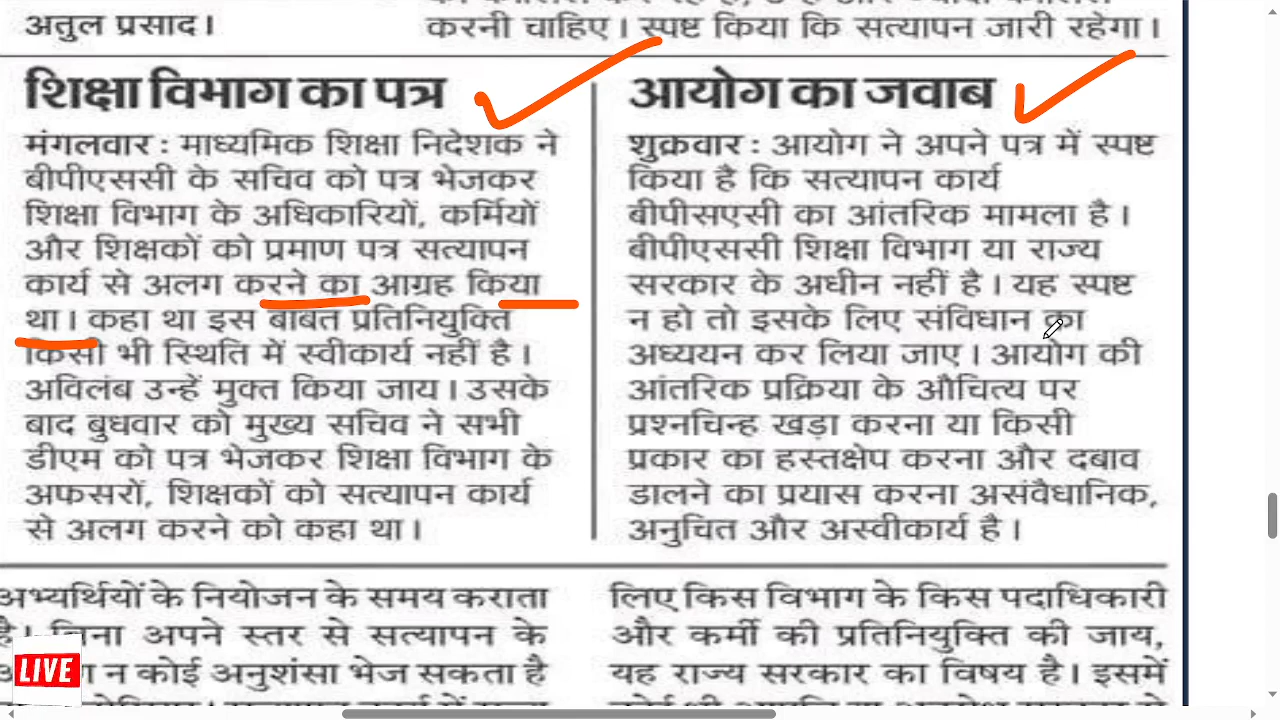 अतुल प्रसाद।
करनी चाहिए। स्पष्ट किया कि सत्यापन जारी रहेगा।
शिक्षा विभाग का पत्र
मंगलवार : माध्यमिक शिक्षा निदेशक ने
बीपीएससी के सचिव को पत्र भेजकर
शिक्षा विभाग के अधिकारियों, कर्मियों
और शिक्षकों को प्रमाण पत्र सत्यापन
कार्य से अलग करने का आग्रह किया
था। कहा था इस बाबत प्रतिनियुक्ति
किसी भी स्थिति में स्वीकार्य नहीं है।
अविलंब उन्हें मुक्त किया जाय। उसके
बाद बुधवार को मुख्य सचिव ने सभी
डीएम को पत्र भेजकर शिक्षा विभाग के
अफसरों, शिक्षकों को सत्यापन कार्य
से अलग करने को कहा था।
आयोग का जवाब
शुक्रवार : आयोग ने अपने पत्र में स्पष्ट
किया है कि सत्यापन कार्य
बीपीसएसी का आंतरिक मामला है।
बीपीएससी शिक्षा विभाग या राज्य
सरकार के अधीन नहीं है। यह स्पष्ट
न हो तो इसके लिए संविधान का
अध्ययन कर लिया जाए। आयोग की
आंतरिक प्रक्रिया के औचित्य पर
प्रश्नचिन्ह खड़ा करना या किसी
प्रकार का हस्तक्षेप करना और दबाव
डालने का प्रयास करना असंवैधानिक,
अनुचित और अस्वीकार्य है।
अभ्यर्थियों के नियोजन के समय कराता
है। बिना अपने स्तर से सत्यापन के
न कोई अनुशंसा भेज सकता है
लिए किस विभाग के किस पदाधिकारी
और कर्मी की प्रतिनियुक्ति की जाय,
यह राज्य सरकार का विषय है। इसमें
LIVE